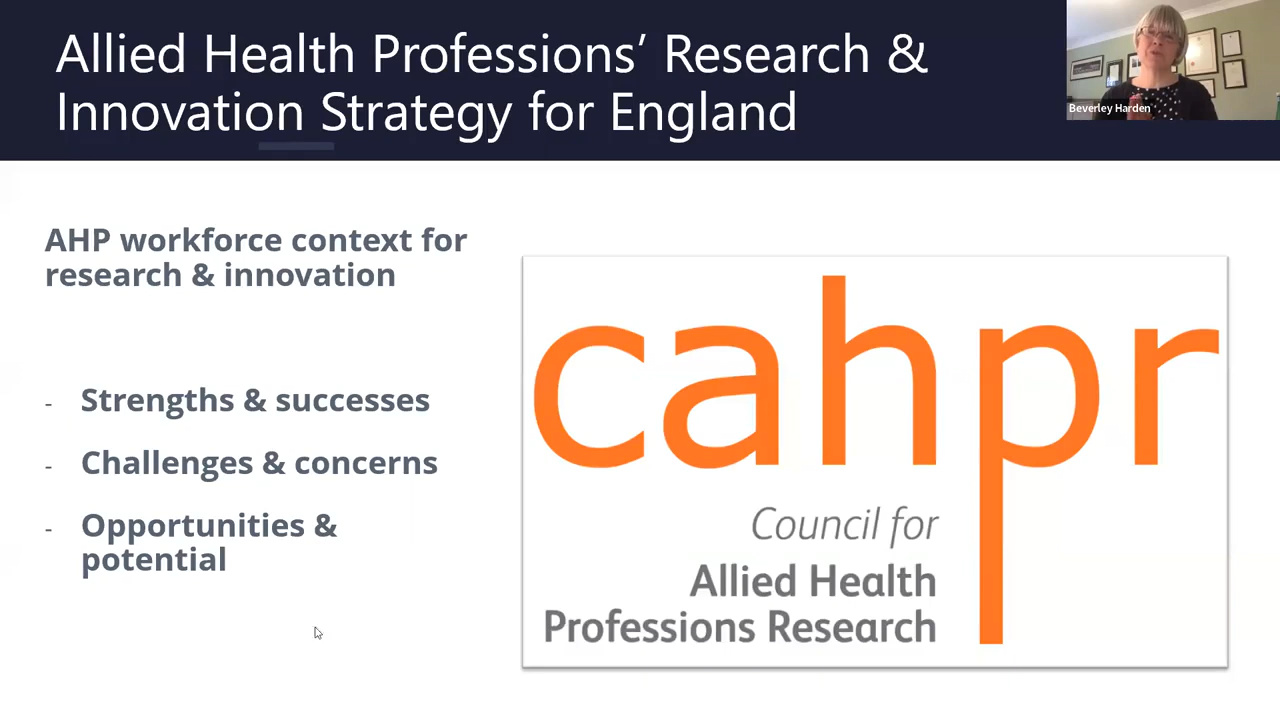 Allied Health Professions’ Research &
Innovation Strategy for England
Beverley Harden
AHP workforce context for
research & innovation
- Strengths & successes
- Challenges & concerns
- Opportunities &
potential
cahpr
Council for
Allied Health
Professions Research